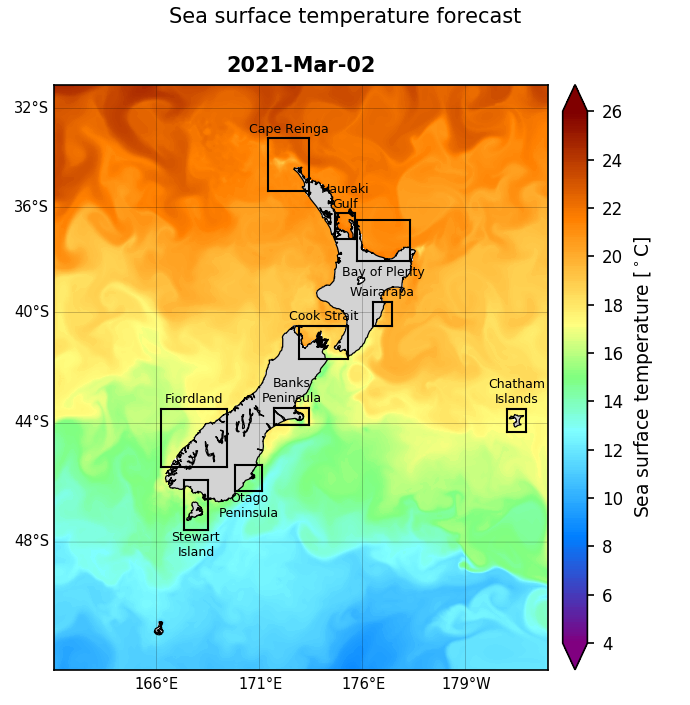 Sea surface temperature forecast
2021-Mar-02
32°S
36°S
40°S
44°S
48°S
Cape Reinga
Hauraki
Gulf
Bay of Plenty
Wairarapa
Cook Strait
Banks
Peninsula
Fiordland
Chatham
Islands
Otago
Peninsula
Stewart
Island
166°E
171°E
176°E
179°W
26
24
22
20
18
16
14
12
10
8
6
4
Sea surface temperature [°C]